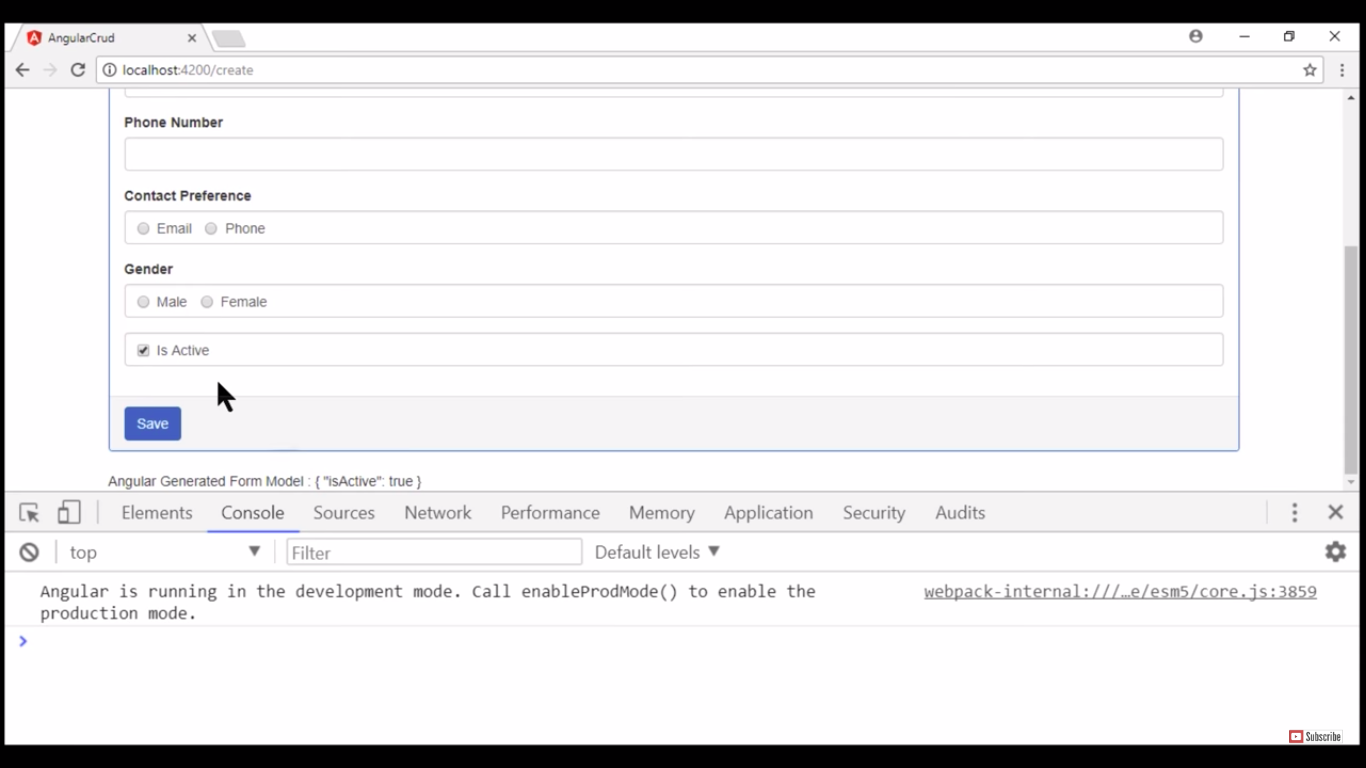 AngularCrud
localhost:4200/create
Phone Number
Contact Preference
Email Phone
Gender
Male Female
Is Active
Save
Angular Generated Form Model : { "isActive": true }
Elements Console Sources Network Performance Memory Application Security Audits
top Filter Default levels
Angular is running in the development mode. Call enableProdMode() to enable the webpack-internal:///…e/esm5/core.js:3859
production mode.
Subscribe